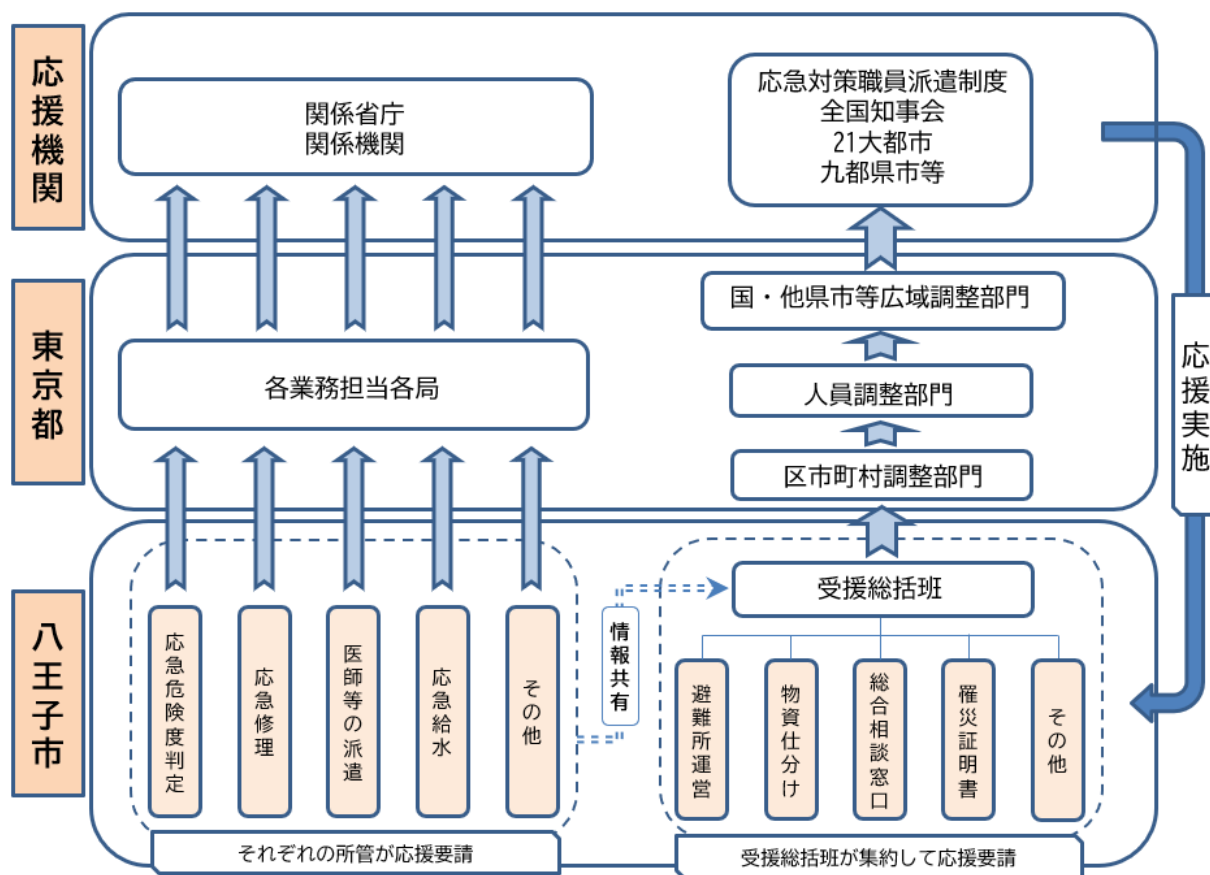 応援機関
関係省庁
関係機関
応急対策職員派遣制度
全国知事会
21大都市
九都県市等
東京都
各業務担当各局
国・他県市等広域調整部門
人員調整部門
区市町村調整部門
応援実施
八王子市
応急危険度判定
応急修理
医師等の派遣
応急給水
その他
情報共有
受援総括班
避難所運営
物資仕分け
総合相談窓口
罹災証明書
その他
それぞれの所管が応援要請
受援総括班が集約して応援要請